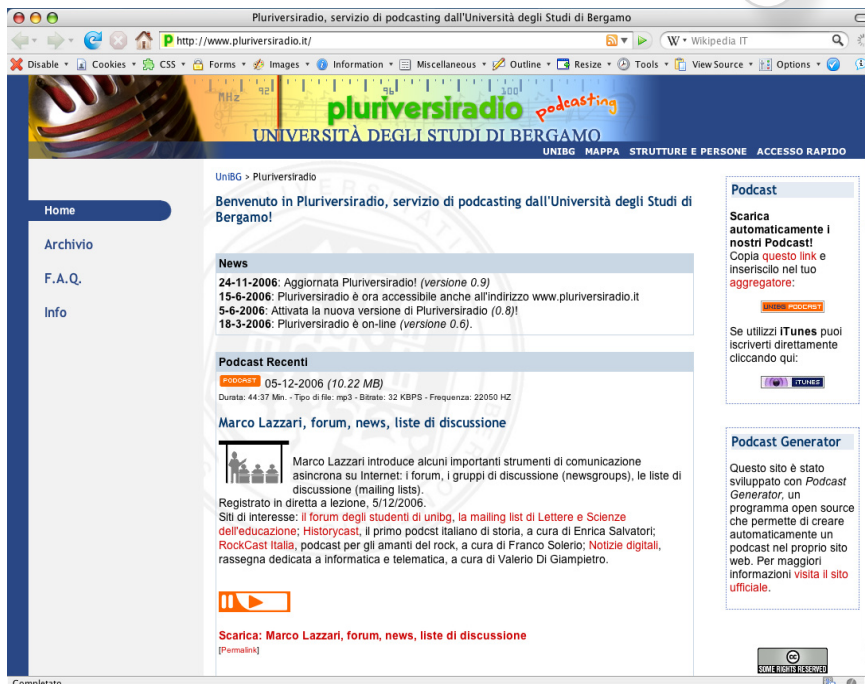 Pluriversiradio, servizio di podcasting dall'Università degli Studi di Bergamo
http://www.pluriversiradio.it/
W Wikipedia IT
Disable Cookies CSS Forms Images Information Miscellaneous Outline Resize Tools View Source Options
MHz 92 96 100
pluriversiradio podcasting
UNIVERSITÀ DEGLI STUDI DI BERGAMO
UNIBG MAPPA STRUTTURE E PERSONE ACCESSO RAPIDO
Home
Archivio
F.A.Q.
Info
UniBG > Pluriversiradio
Benvenuto in Pluriversiradio, servizio di podcasting dall'Università degli Studi di
Bergamo!
News
24-11-2006: Aggiornata Pluriversiradio! (versione 0.9)
15-6-2006: Pluriversiradio è ora accessibile anche all'indirizzo www.pluriversiradio.it
5-6-2006: Attivata la nuova versione di Pluriversiradio (0.8)!
18-3-2006: Pluriversiradio è on-line (versione 0.6).
Podcast Recenti
PODCAST 05-12-2006 (10.22 MB)
Durata: 44:37 Min. - Tipo di file: mp3 - Bitrate: 32 KBPS - Frequenza: 22050 HZ
Marco Lazzari, forum, news, liste di discussione
Marco Lazzari introduce alcuni importanti strumenti di comunicazione
asincrona su Internet: i forum, i gruppi di discussione (newsgroups), le liste di
discussione (mailing lists).
Registrato in diretta a lezione, 5/12/2006.
Siti di interesse: il forum degli studenti di unibg, la mailing list di Lettere e Scienze
dell'educazione; Historycast, il primo podcst italiano di storia, a cura di Enrica Salvatori;
RockCast Italia, podcast per gli amanti del rock, a cura di Franco Solerio; Notizie digitali,
rassegna dedicata a informatica e telematica, a cura di Valerio Di Giampietro.
Scarica: Marco Lazzari, forum, news, liste di discussione
[Permalink]
Podcast
Scarica
automaticamente i
nostri Podcast!
Copia questo link e
inseriscilo nel tuo
aggregatore:
UNIBG PODCAST
Se utilizzi iTunes puoi
iscriverti direttamente
cliccando qui:
iTUNES
Podcast Generator
Questo sito è stato
sviluppato con Podcast
Generator, un
programma open source
che permette di creare
automaticamente un
podcast nel proprio sito
web. Per maggiori
informazioni visita il sito
ufficiale.
cc
SOME RIGHTS RESERVED
Completato